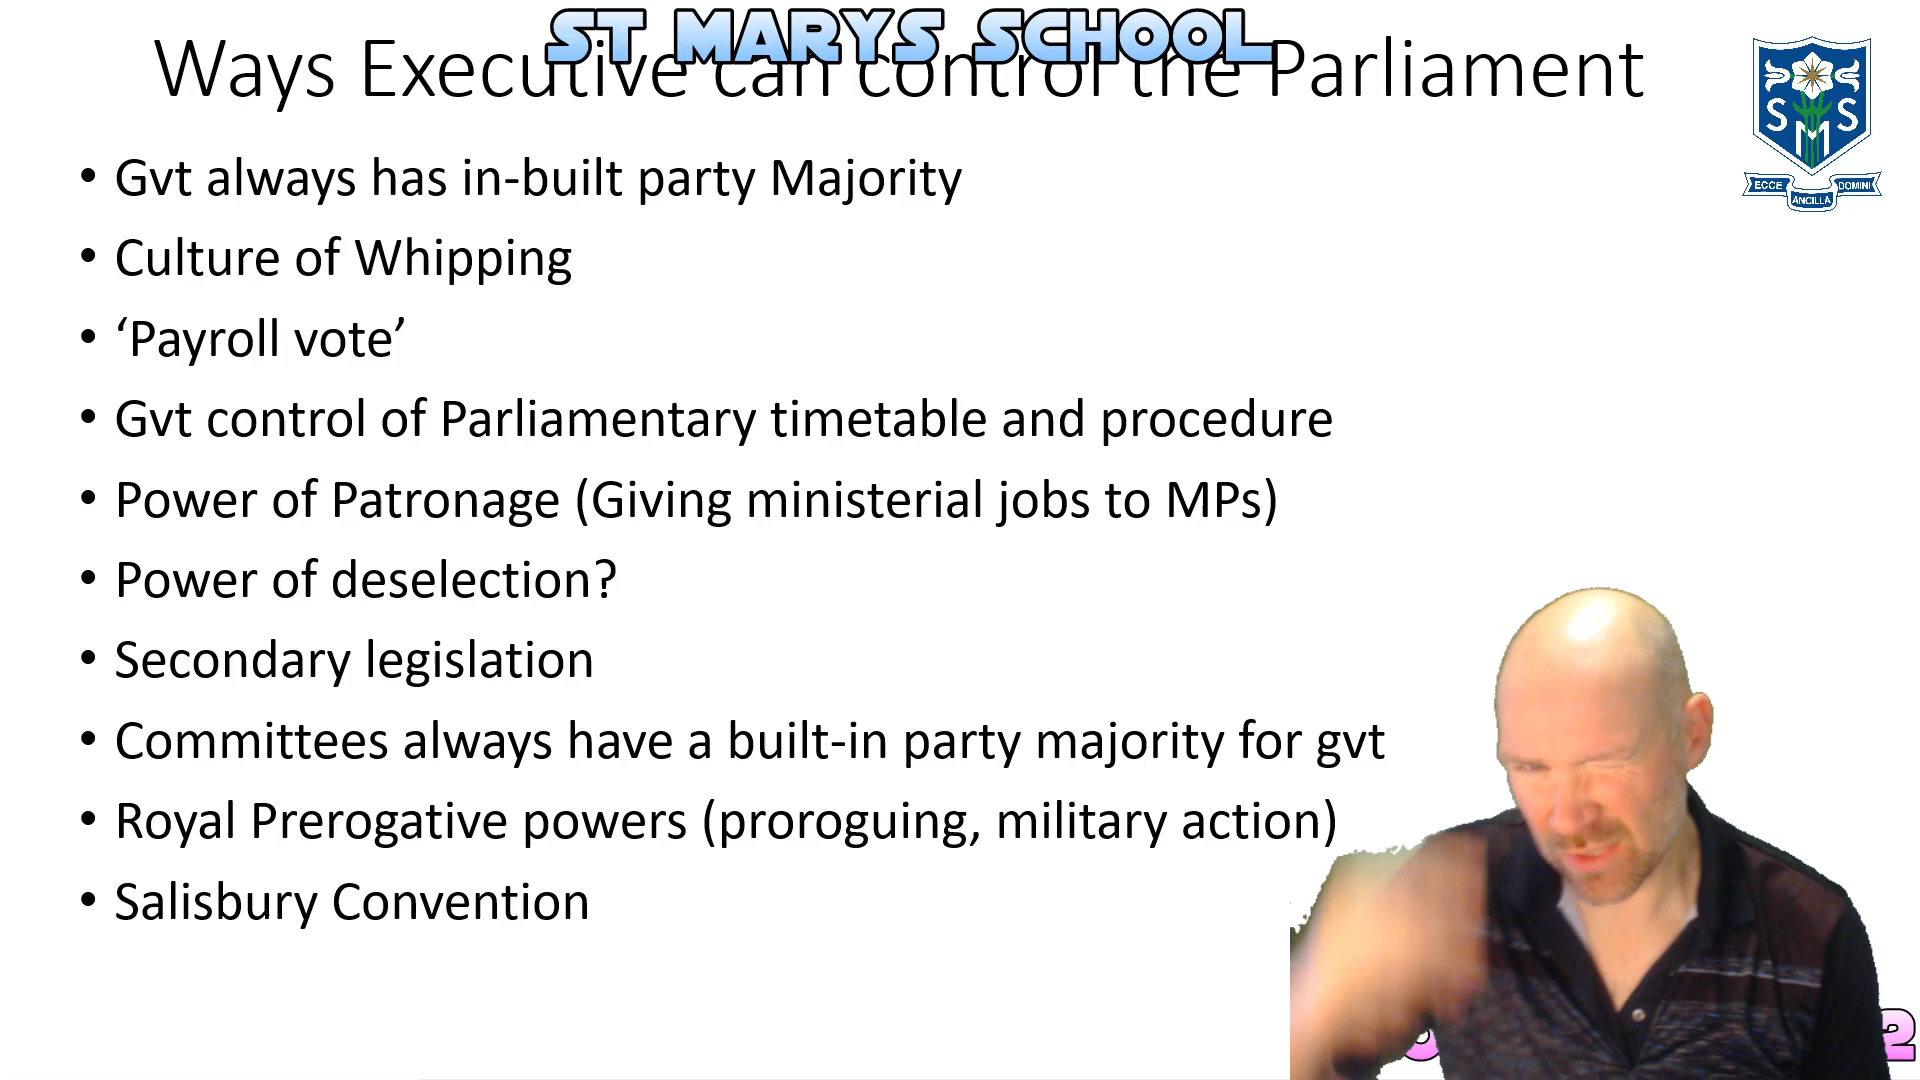 ST MARYS SCHOOL
Ways Executive can control the Parliament
• Gvt always has in-built party Majority
• Culture of Whipping
• ‘Payroll vote’
• Gvt control of Parliamentary timetable and procedure
• Power of Patronage (Giving ministerial jobs to MPs)
• Power of deselection?
• Secondary legislation
• Committees always have a built-in party majority for gvt
• Royal Prerogative powers (proroguing, military action)
• Salisbury Convention
S M S
ECCE ANCILLA DOMINI
2